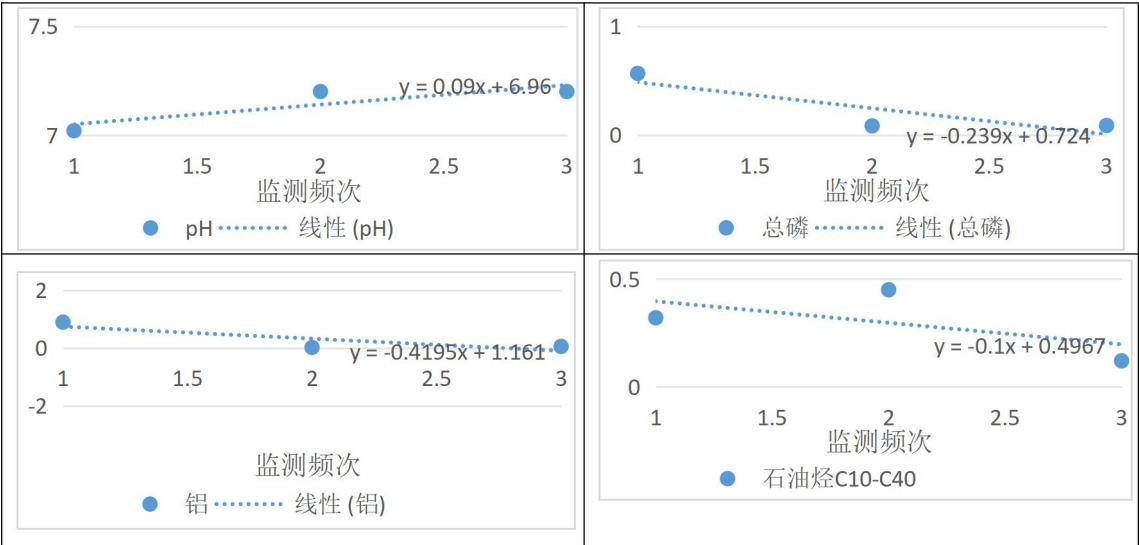 7.5
y = 0.09x + 6.96
7
1 1.5 2 2.5 3
监测频次
pH 线性 (pH)
1
0
y = -0.239x + 0.724
1 1.5 2 2.5 3
监测频次
总磷 线性 (总磷)
2
0
y = -0.4195x + 1.161
1 1.5 2 2.5 3
-2
监测频次
铝 线性 (铝)
0.5
y = -0.1x + 0.4967
0
1 1.5 2 2.5 3
监测频次
石油烃C10-C40